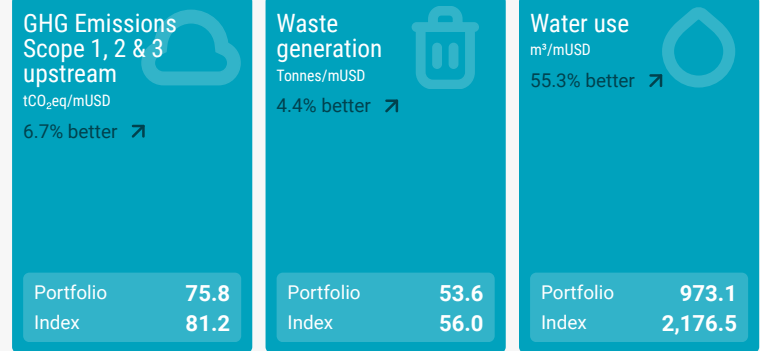 GHG Emissions
Scope 1, 2 & 3
upstream
tCO₂eq/mUSD
6.7% better
Portfolio 75.8
Index 81.2
Waste
generation
Tonnes/mUSD
4.4% better
Portfolio 53.6
Index 56.0
Water use
m³/mUSD
55.3% better
Portfolio 973.1
Index 2,176.5